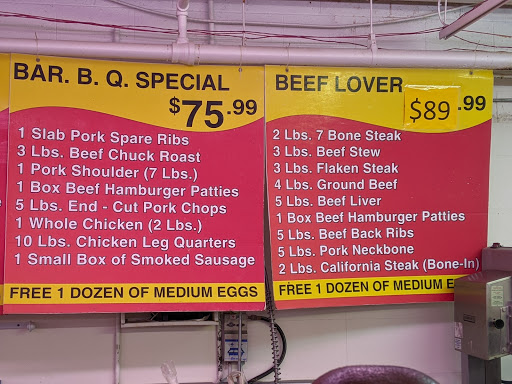 BAR. B. Q. SPECIAL
$75.99
1 Slab Pork Spare Ribs
3 Lbs. Beef Chuck Roast
1 Pork Shoulder (7 Lbs.)
1 Box Beef Hamburger Patties
5 Lbs. End - Cut Pork Chops
1 Whole Chicken (2 Lbs.)
10 Lbs. Chicken Leg Quarters
1 Small Box of Smoked Sausage
FREE 1 DOZEN OF MEDIUM EGGS
BEEF LOVER
$89.99
2 Lbs. 7 Bone Steak
3 Lbs. Beef Stew
3 Lbs. Flaken Steak
4 Lbs. Ground Beef
5 Lbs. Beef Liver
1 Box Beef Hamburger Patties
5 Lbs. Beef Back Ribs
5 Lbs. Pork Neckbone
2 Lbs. California Steak (Bone-In)
FREE 1 DOZEN OF MEDIUM E